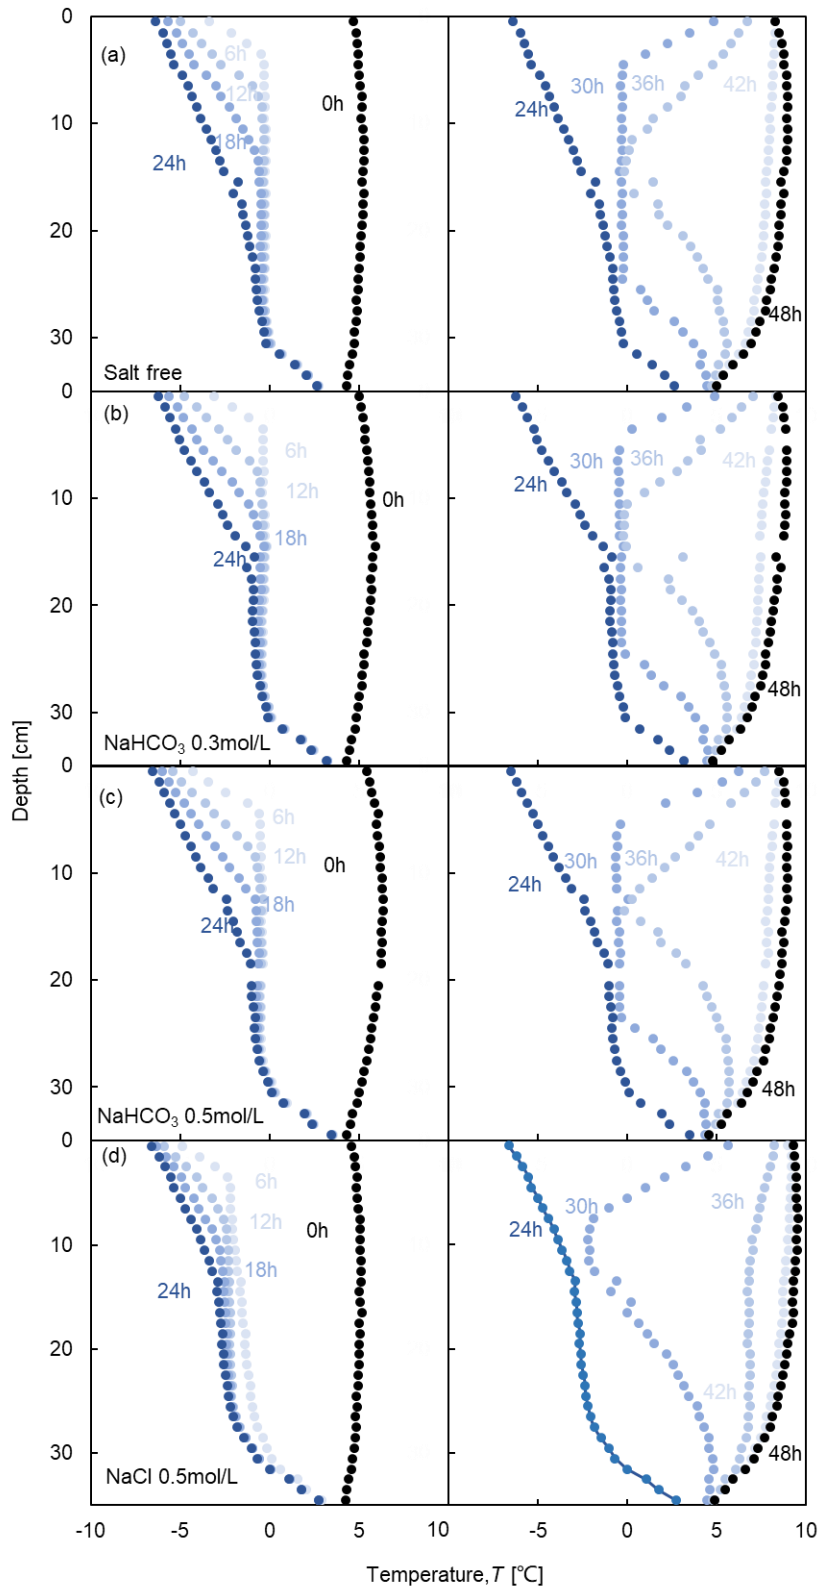 0
(a)
6h
30h
36h
42h
12h
0h
24h
10
18h
24h
20
30
48h
Salt free
0
(b)
6h
30h
36h
42h
12h
0h
24h
10
18h
24h
20
48h
30
NaHCO3 0.3mol/L
Depth [cm]
0
(c)
6h
12h
0h
30h
36h
42h
10
24h
18h
24h
20
30
48h
NaHCO3 0.5mol/L
0
(d)
6h
36h
12h
0h
30h
24h
10
18h
24h
20
42h
30
48h
NaCl 0.5mol/L
-10
-5
0
5
10
-5
0
5
10
Temperature, T [℃]